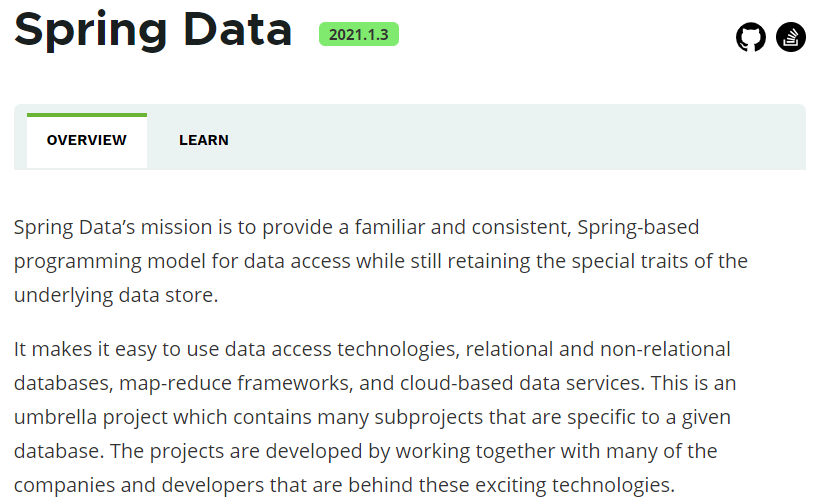 Spring Data 2021.1.3
OVERVIEW LEARN
Spring Data’s mission is to provide a familiar and consistent, Spring-based
programming model for data access while still retaining the special traits of the
underlying data store.
It makes it easy to use data access technologies, relational and non-relational
databases, map-reduce frameworks, and cloud-based data services. This is an
umbrella project which contains many subprojects that are specific to a given
database. The projects are developed by working together with many of the
companies and developers that are behind these exciting technologies.